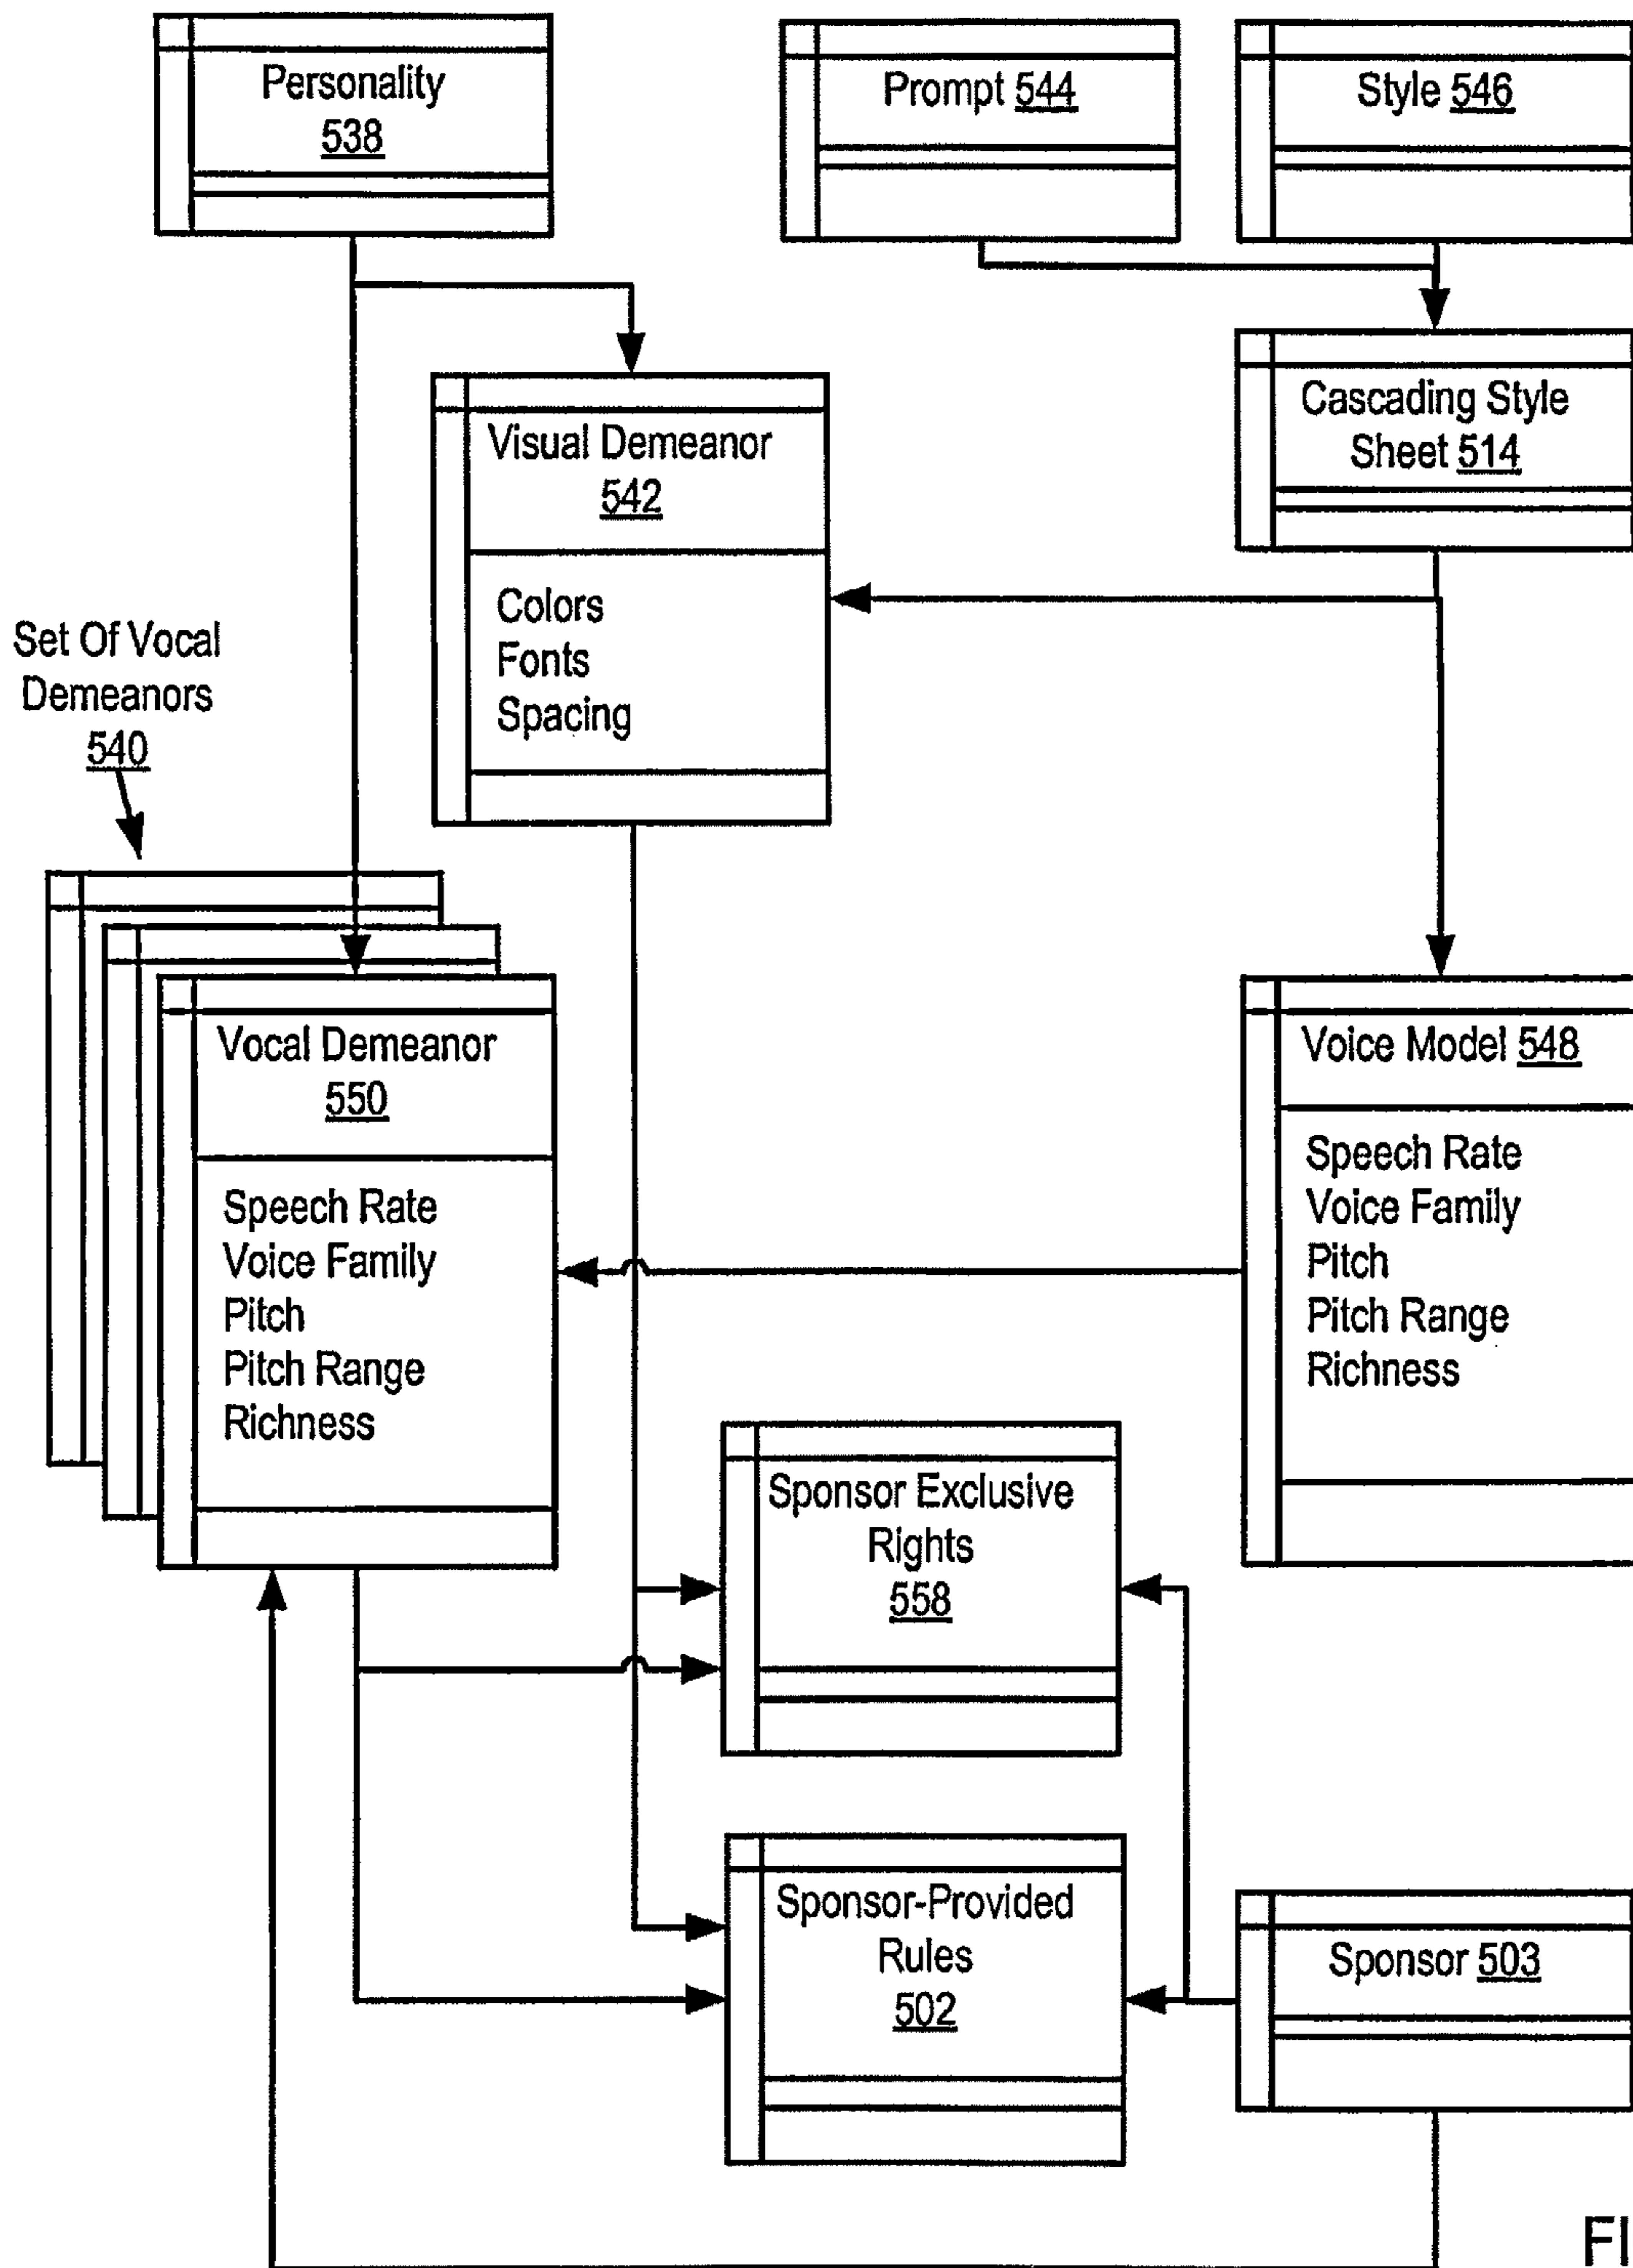 Personality
538
Prompt 544
Style 546
Visual Demeanor
542
Colors
Fonts
Spacing
Cascading Style
Sheet 514
Set Of Vocal
Demeanors
540
Vocal Demeanor
550
Speech Rate
Voice Family
Pitch
Pitch Range
Richness
Voice Model 548
Speech Rate
Voice Family
Pitch
Pitch Range
Richness
Sponsor Exclusive
Rights
558
Sponsor-Provided
Rules
502
Sponsor 503
FI